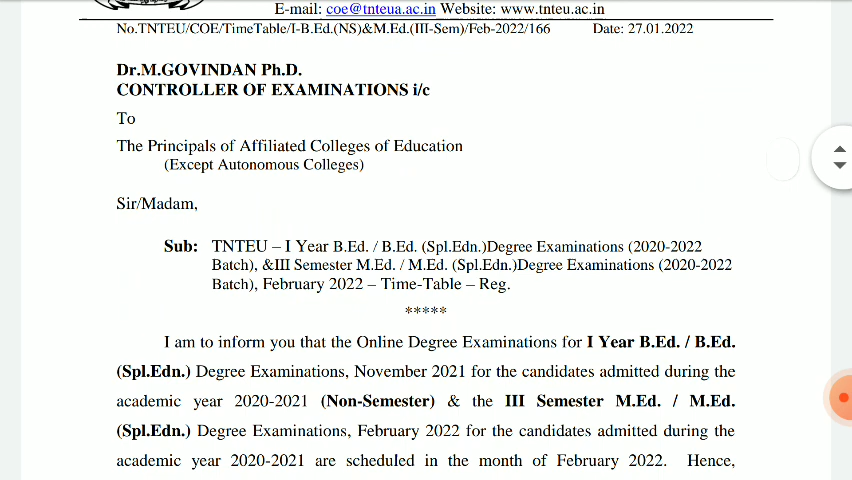 E-mail: coe@tnteua.ac.in Website: www.tnteu.ac.in
No.TNTEU/COE/TimeTable/I-B.Ed.(NS)&M.Ed.(III-Sem)/Feb-2022/166 Date: 27.01.2022
Dr.M.GOVINDAN Ph.D.
CONTROLLER OF EXAMINATIONS i/c
To
The Principals of Affiliated Colleges of Education
(Except Autonomous Colleges)
Sir/Madam,
Sub: TNTEU – I Year B.Ed. / B.Ed. (Spl.Edn.)Degree Examinations (2020-2022
Batch), &III Semester M.Ed. / M.Ed. (Spl.Edn.)Degree Examinations (2020-2022
Batch), February 2022 – Time-Table – Reg.
*****
I am to inform you that the Online Degree Examinations for I Year B.Ed. / B.Ed.
(Spl.Edn.) Degree Examinations, November 2021 for the candidates admitted during the
academic year 2020-2021 (Non-Semester) & the III Semester M.Ed. / M.Ed.
(Spl.Edn.) Degree Examinations, February 2022 for the candidates admitted during the
academic year 2020-2021 are scheduled in the month of February 2022. Hence,